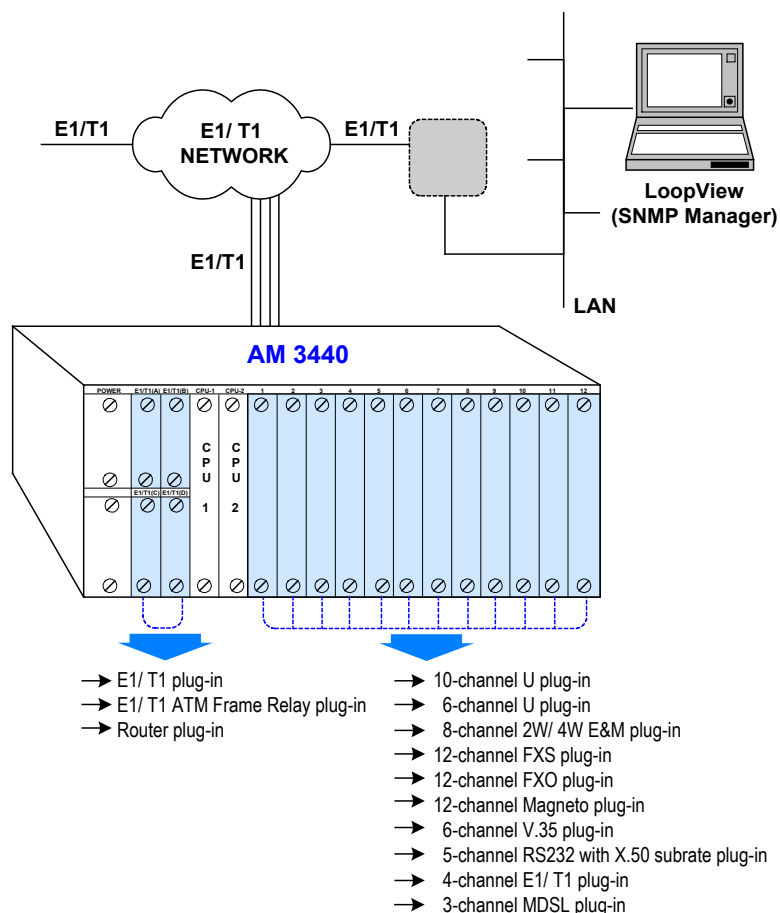 E1/T1
E1/ T1
NETWORK
E1/T1
LoopView
(SNMP Manager)
E1/T1
LAN
AM 3440
POWER E1/T1(A) E1/T1(B) CPU-1 CPU-2 1 2 3 4 5 6 7 8 9 10 11 12
C
P
U
1
C
P
U
2
E1/T1(C) E1/T1(D)
E1/ T1 plug-in
E1/ T1 ATM Frame Relay plug-in
Router plug-in
10-channel U plug-in
6-channel U plug-in
8-channel 2W/ 4W E&M plug-in
12-channel FXS plug-in
12-channel FXO plug-in
12-channel Magneto plug-in
6-channel V.35 plug-in
5-channel RS232 with X.50 subrate plug-in
4-channel E1/ T1 plug-in
3-channel MDSL plug-in